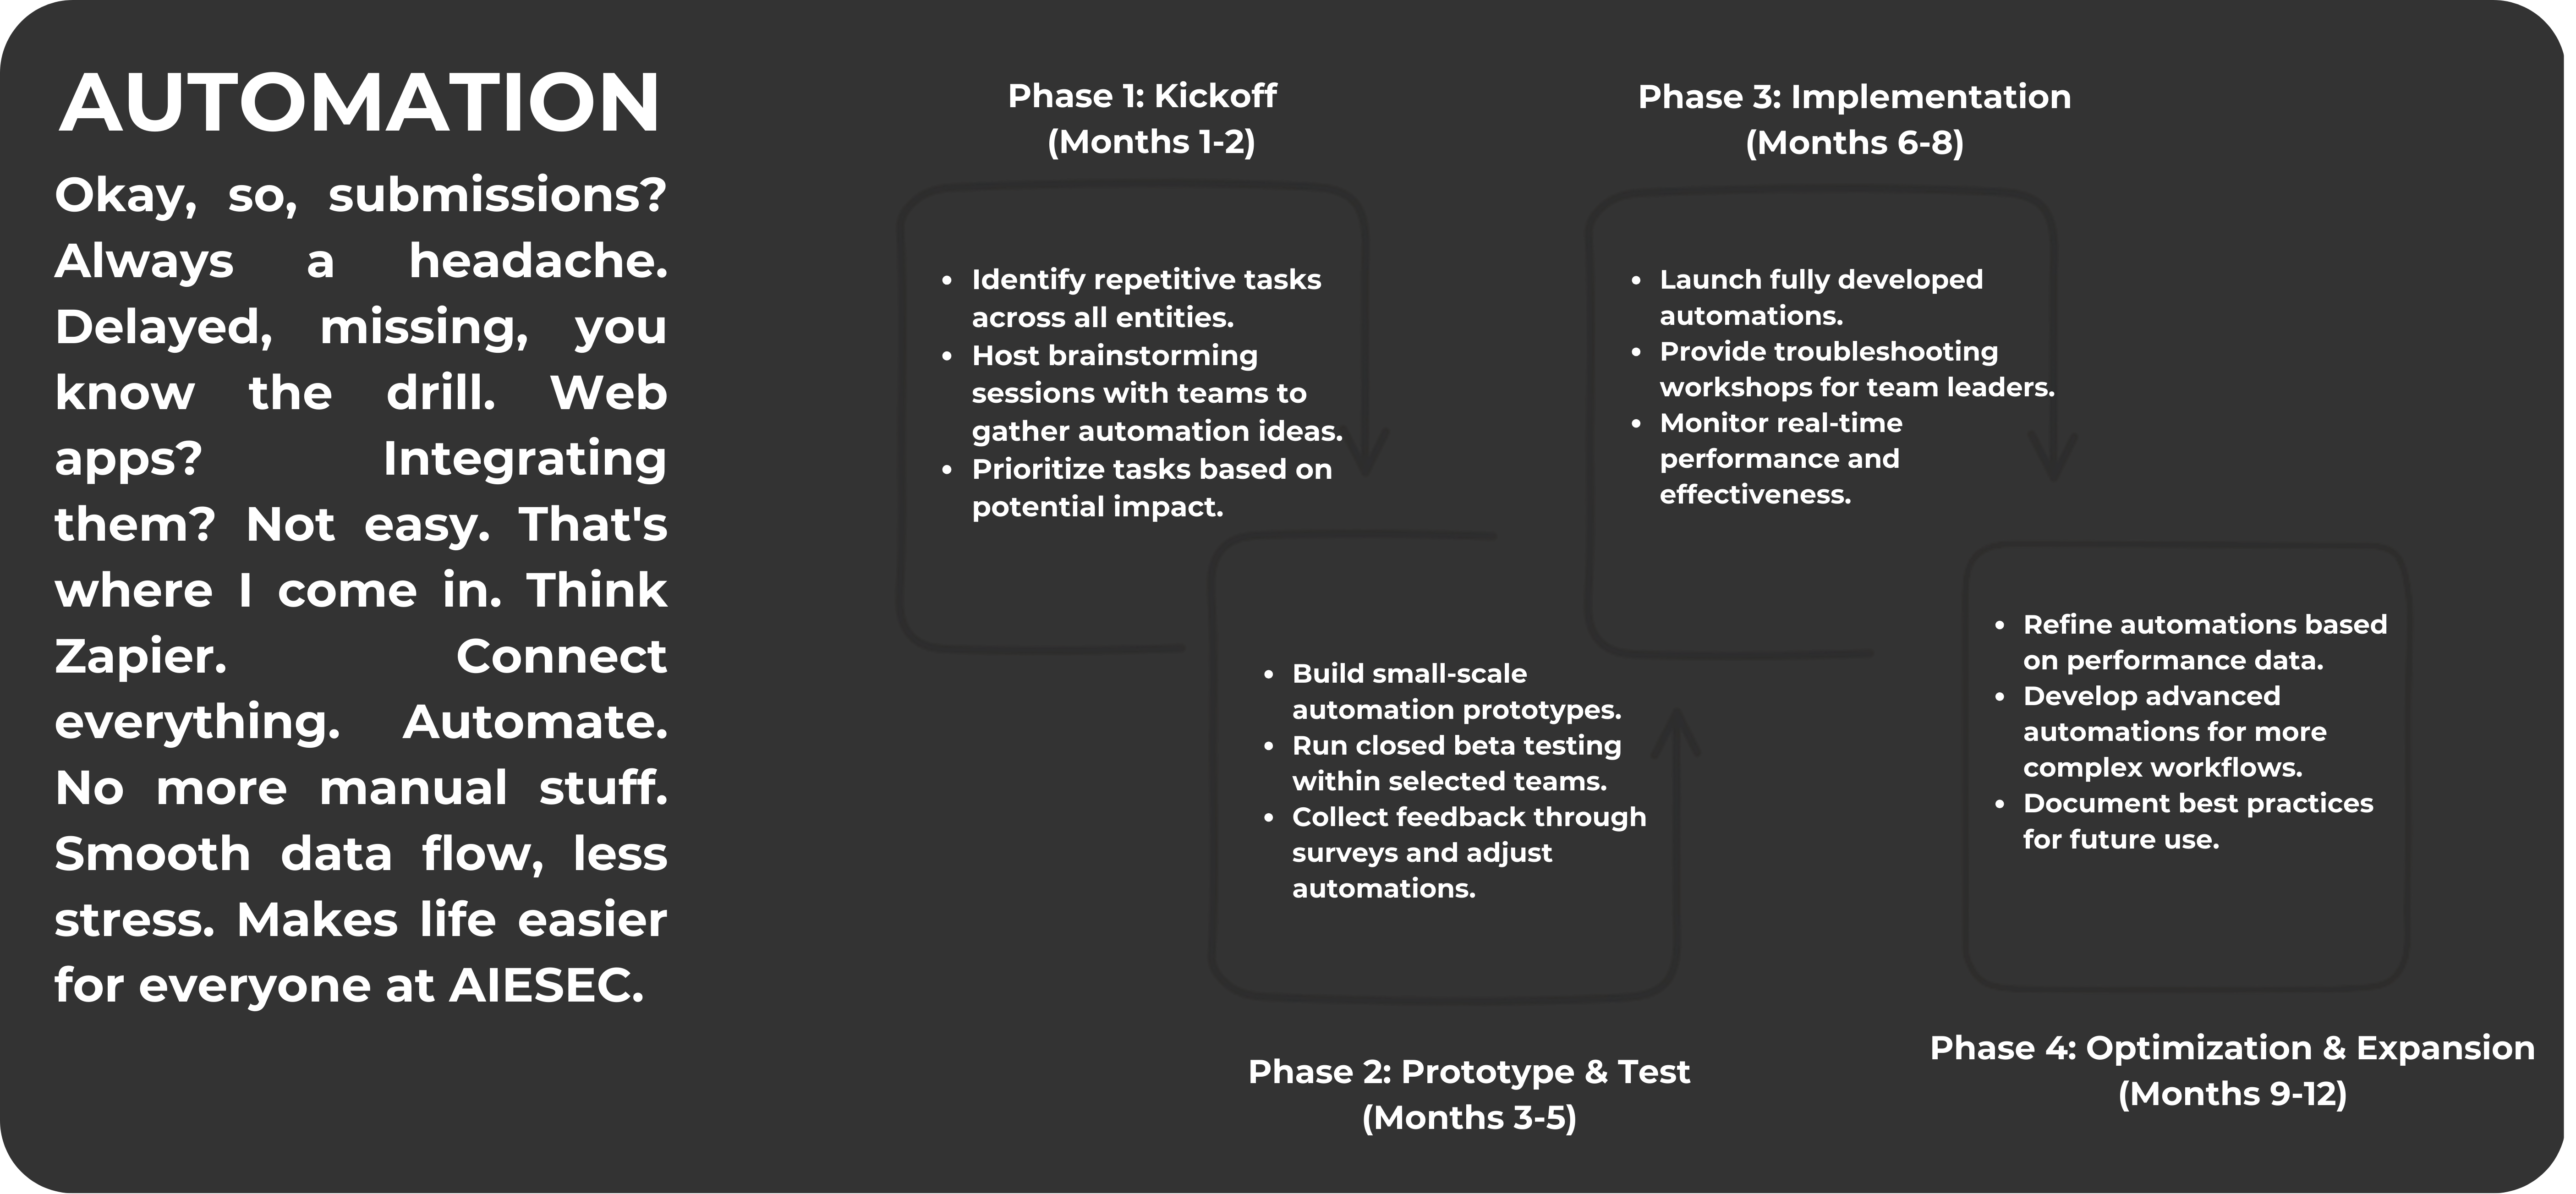 AUTOMATION
Okay, so, submissions?
Always a headache.
Delayed, missing, you
know the drill. Web
apps? Integrating
them? Not easy. That's
where I come in. Think
Zapier. Connect
everything. Automate.
No more manual stuff.
Smooth data flow, less
stress. Makes life easier
for everyone at AIESEC.
Phase 1: Kickoff
(Months 1-2)
• Identify repetitive tasks
across all entities.
• Host brainstorming
sessions with teams to
gather automation ideas.
• Prioritize tasks based on
potential impact.
• Build small-scale
automation prototypes.
• Run closed beta testing
within selected teams.
• Collect feedback through
surveys and adjust
automations.
Phase 2: Prototype & Test
(Months 3-5)
Phase 3: Implementation
(Months 6-8)
• Launch fully developed
automations.
• Provide troubleshooting
workshops for team leaders.
• Monitor real-time
performance and
effectiveness.
• Refine automations based
on performance data.
• Develop advanced
automations for more
complex workflows.
• Document best practices
for future use.
Phase 4: Optimization & Expansion
(Months 9-12)